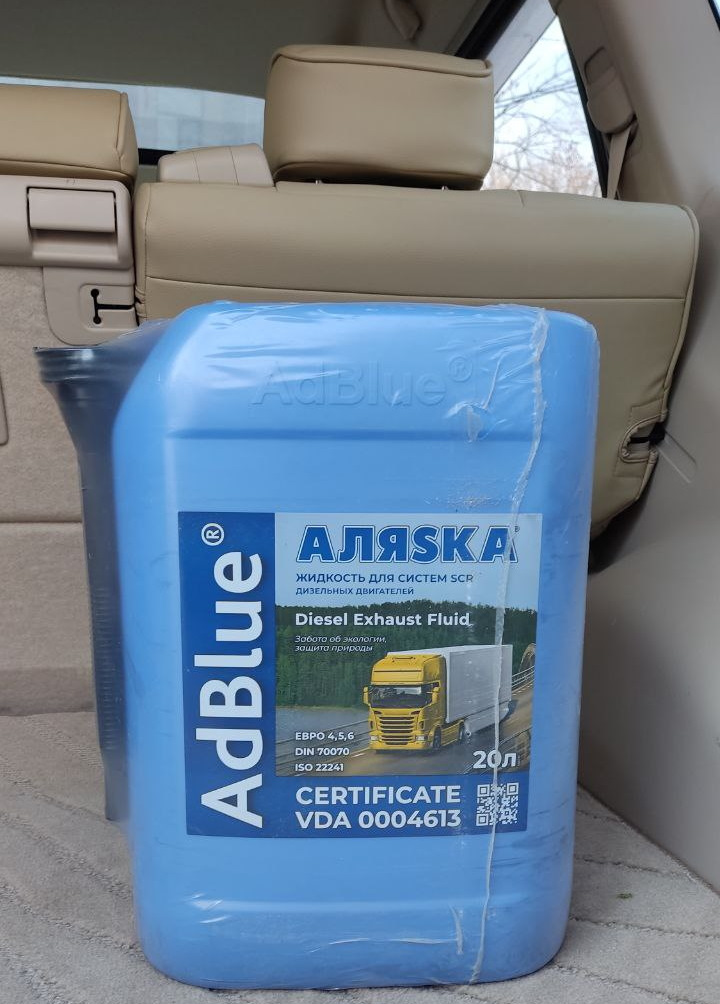 AdBlue®
AdBlue®
АЛЯSKA®
ЖИДКОСТЬ ДЛЯ СИСТЕМ SCR
ДИЗЕЛЬНЫХ ДВИГАТЕЛЕЙ
Diesel Exhaust Fluid
Забота об экологии,
защита природы
ЕВРО 4,5,6
DIN 70070
ISO 22241
20л
CERTIFICATE
VDA 0004613